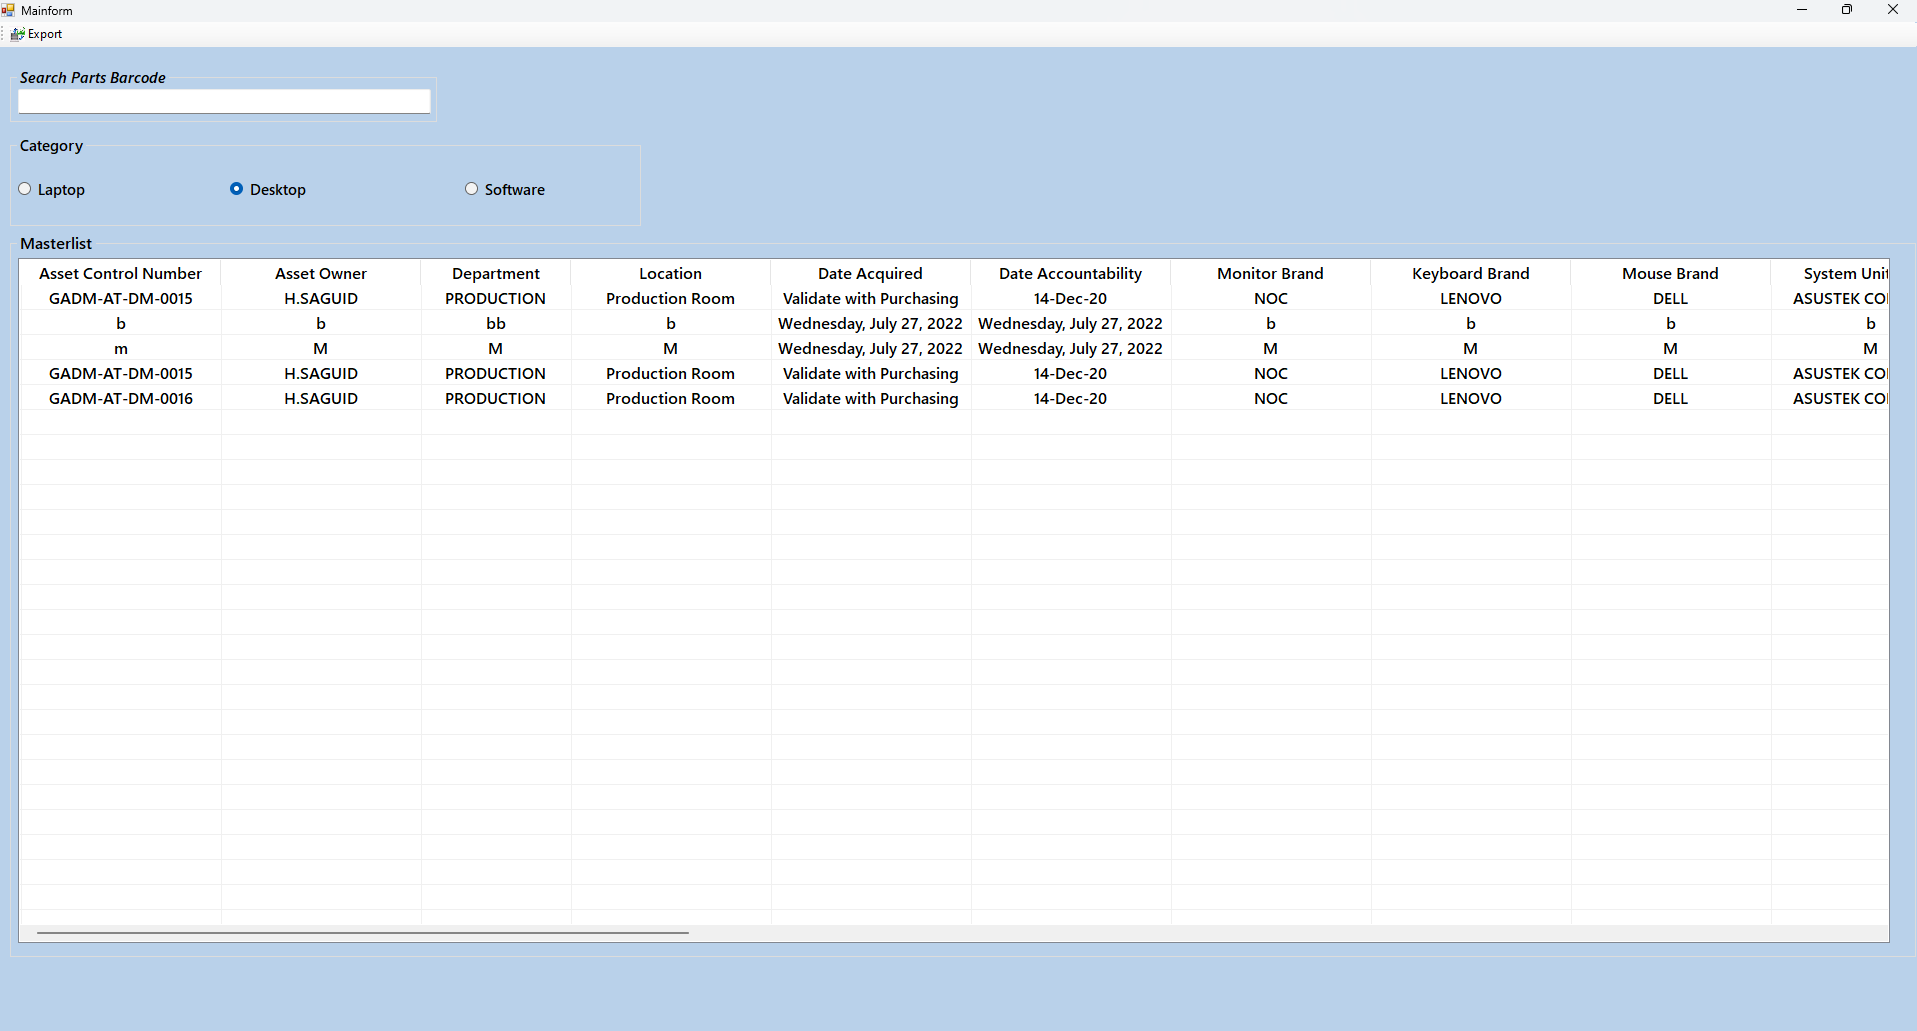 Mainform
Export
Search Parts Barcode
Category
Laptop Desktop Software
Masterlist
Asset Control Number Asset Owner Department Location Date Acquired Date Accountability Monitor Brand Keyboard Brand Mouse Brand System Unit
GADM-AT-DM-0015 H.SAGUID PRODUCTION Production Room Validate with Purchasing 14-Dec-20 NOC LENOVO DELL ASUSTEK CO
b b bb b Wednesday, July 27, 2022 Wednesday, July 27, 2022 b b b b
m M M M Wednesday, July 27, 2022 Wednesday, July 27, 2022 M M M M
GADM-AT-DM-0015 H.SAGUID PRODUCTION Production Room Validate with Purchasing 14-Dec-20 NOC LENOVO DELL ASUSTEK CO
GADM-AT-DM-0016 H.SAGUID PRODUCTION Production Room Validate with Purchasing 14-Dec-20 NOC LENOVO DELL ASUSTEK CO